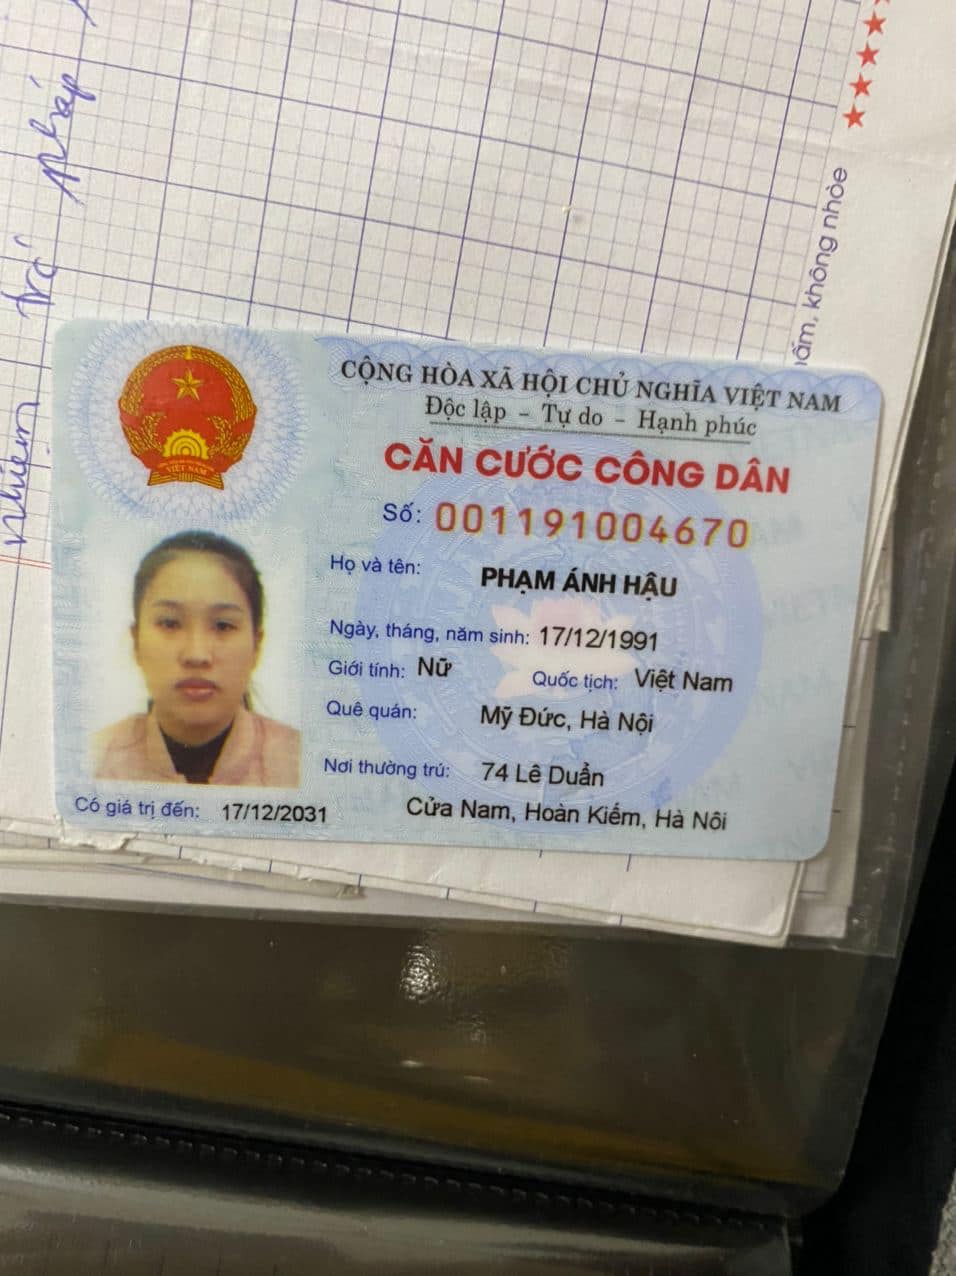 nhiệm trả pháp
hấm, không nhòe
CỘNG HÒA XÃ HỘI CHỦ NGHĨA VIỆT NAM
Độc lập - Tự do - Hạnh phúc
CĂN CƯỚC CÔNG DÂN
Số: 001191004670
VIỆT NAM
Họ và tên: PHẠM ÁNH HẬU
Ngày, tháng, năm sinh: 17/12/1991
Giới tính: Nữ Quốc tịch: Việt Nam
Quê quán: Mỹ Đức, Hà Nội
Nơi thường trú: 74 Lê Duẩn
Cửa Nam, Hoàn Kiếm, Hà Nội
Có giá trị đến: 17/12/2031